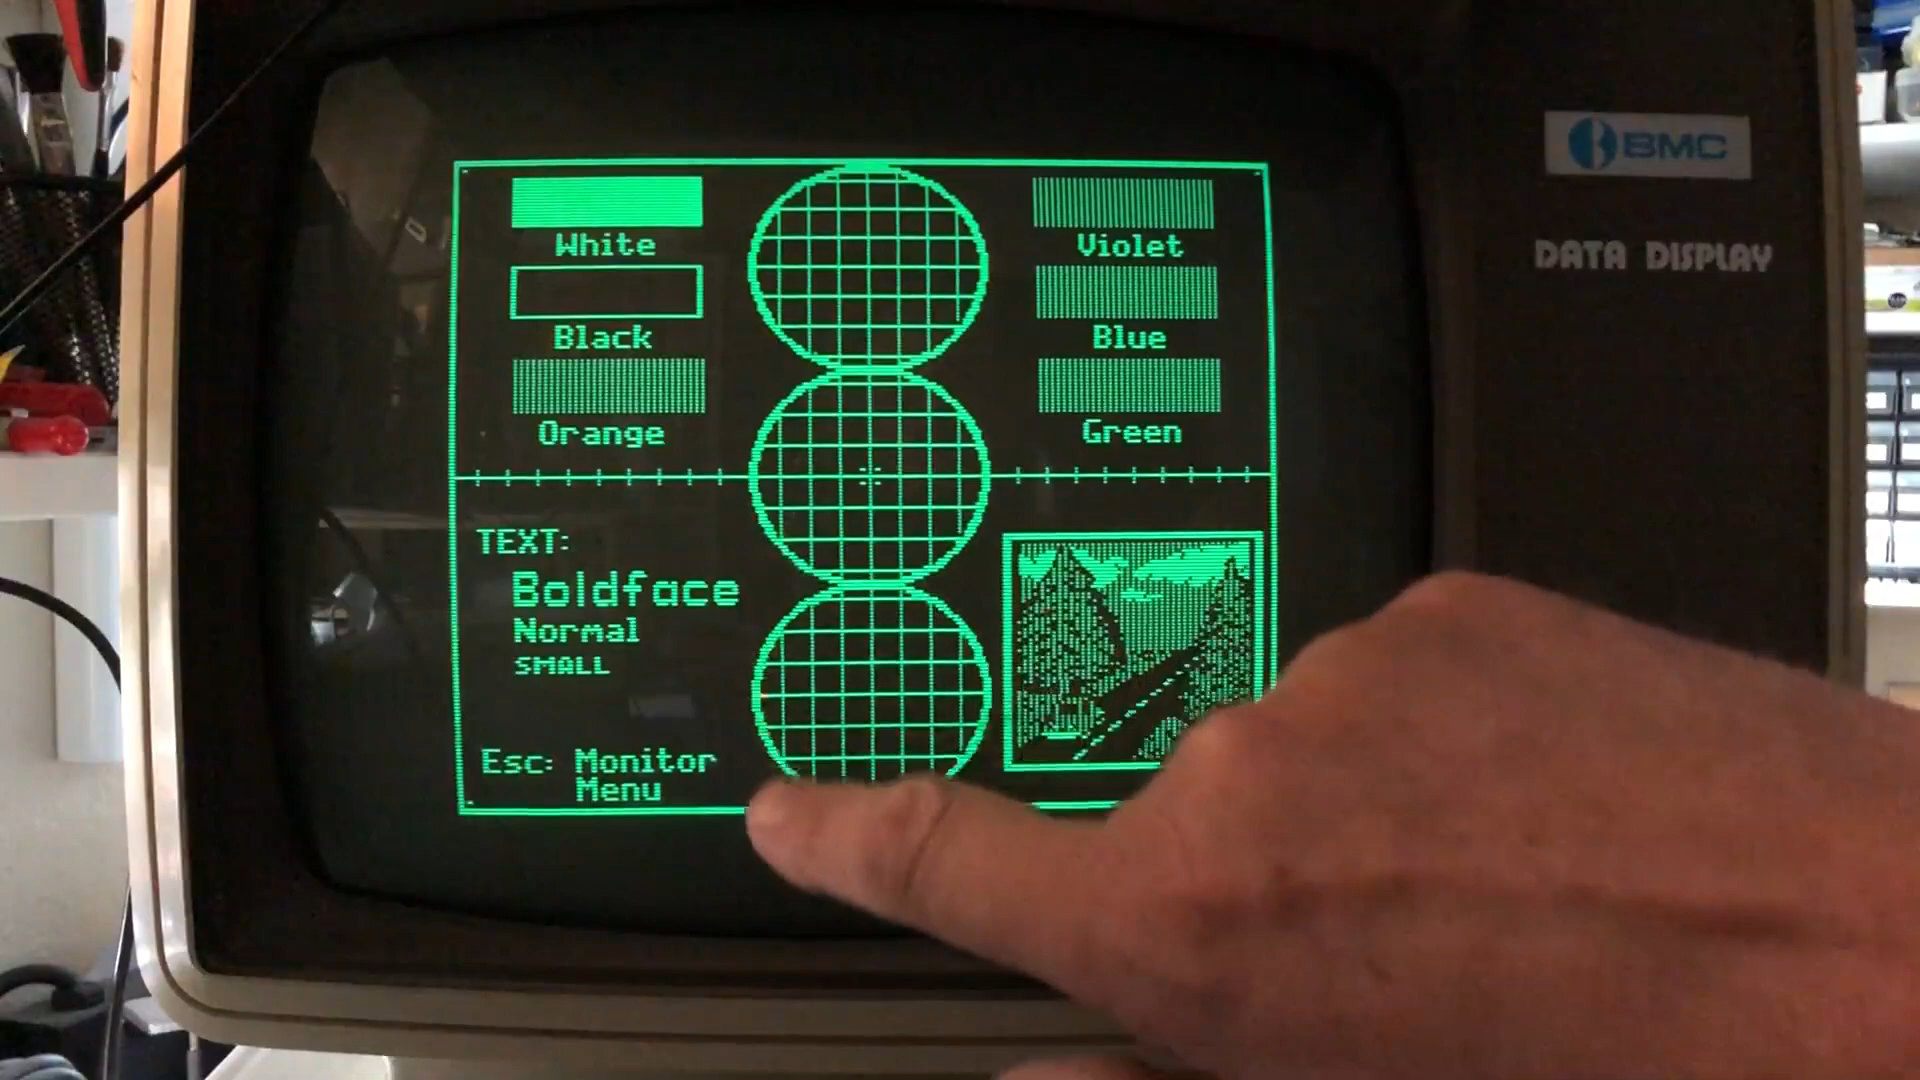 White
Black
Orange
Violet
Blue
Green
TEXT:
Boldface
Normal
SMALL
Esc: Monitor
Menu
BMC
DATA DISPLAY